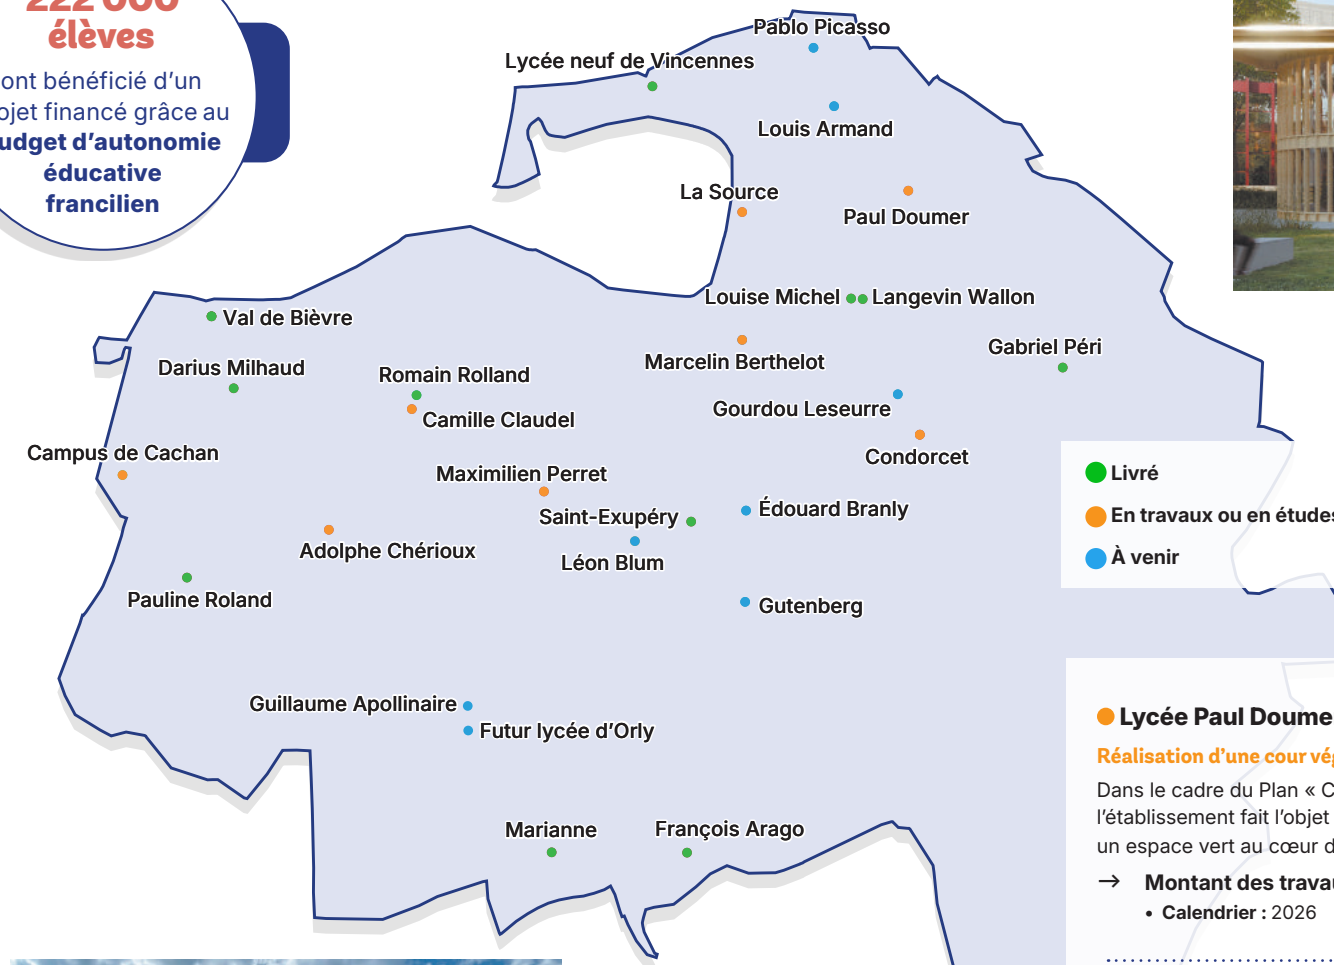 222 000
élèves
ont bénéficié d’un
financé grâce au
d’autonomie
éducative
francilien
Pablo Picasso
Lycée neuf de Vincennes
Louis Armand
La Source
Paul Doumer
Louise Michel
Langevin Wallon
Val de Bièvre
Gabriel Péri
Marcelin Berthelot
Darius Milhaud
Romain Rolland
Camille Claudel
Gourdou Leseurre
Condorcet
Campus de Cachan
Maximilien Perret
Livré
Saint-Exupéry
Édouard Branly
En travaux ou en études
Adolphe Chérioux
Léon Blum
À venir
Pauline Roland
Gutenberg
Guillaume Apollinaire
Futur lycée d’Orly
Marianne
François Arago
Lycée Paul
Réalisation d’une cour
Dans le cadre du Plan «
l’établissement fait l’objet
un espace vert au cœur
→ Montant des
• Calendrier : 2026